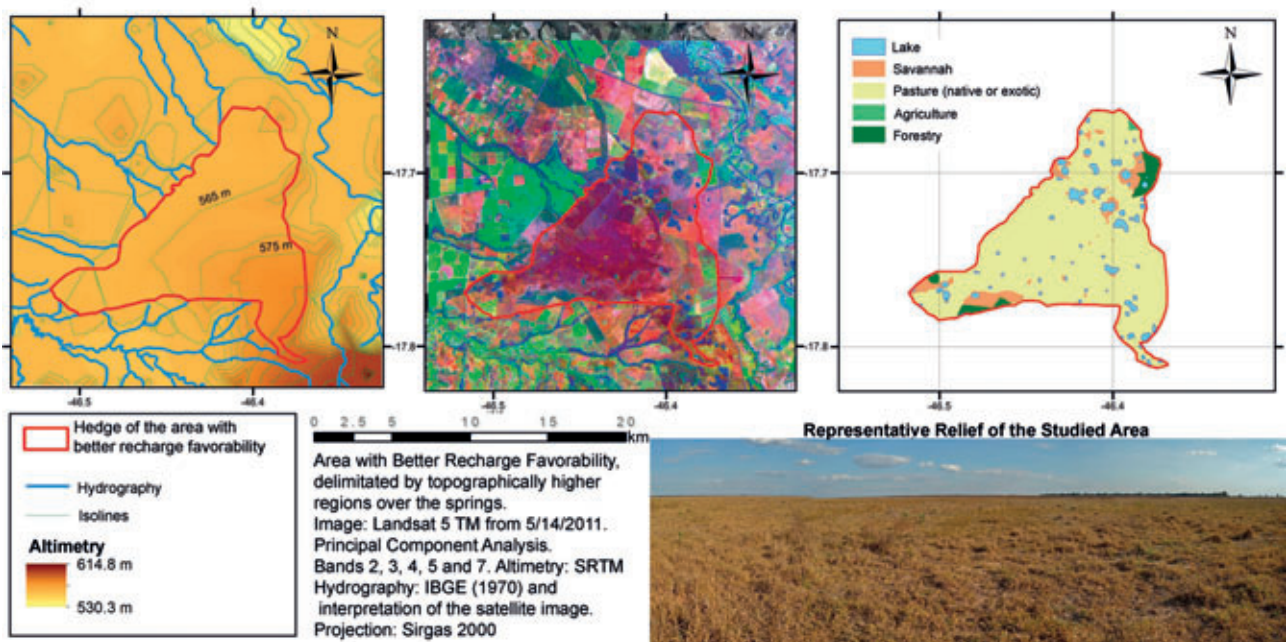 N
565 m
575 m
-46.5
-46.4
N
-17.7
-17.8
-46.5
-46.4
Lake
Savannah
Pasture (native or exotic)
Agriculture
Forestry
N
-17.7
-17.8
-46.5
-46.4
Hedge of the area with
better recharge favorability
Hydrography
Isolines
Altimetry
614.8 m
530.3 m
0 2.5 5 10 15 20
km
Area with Better Recharge Favorability,
delimitated by topographically higher
regions over the springs.
Image: Landsat 5 TM from 5/14/2011.
Principal Component Analysis.
Bands 2, 3, 4, 5 and 7. Altimetry: SRTM
Hydrography: IBGE (1970) and
interpretation of the satellite image.
Projection: Sirgas 2000
Representative Relief of the Studied Area